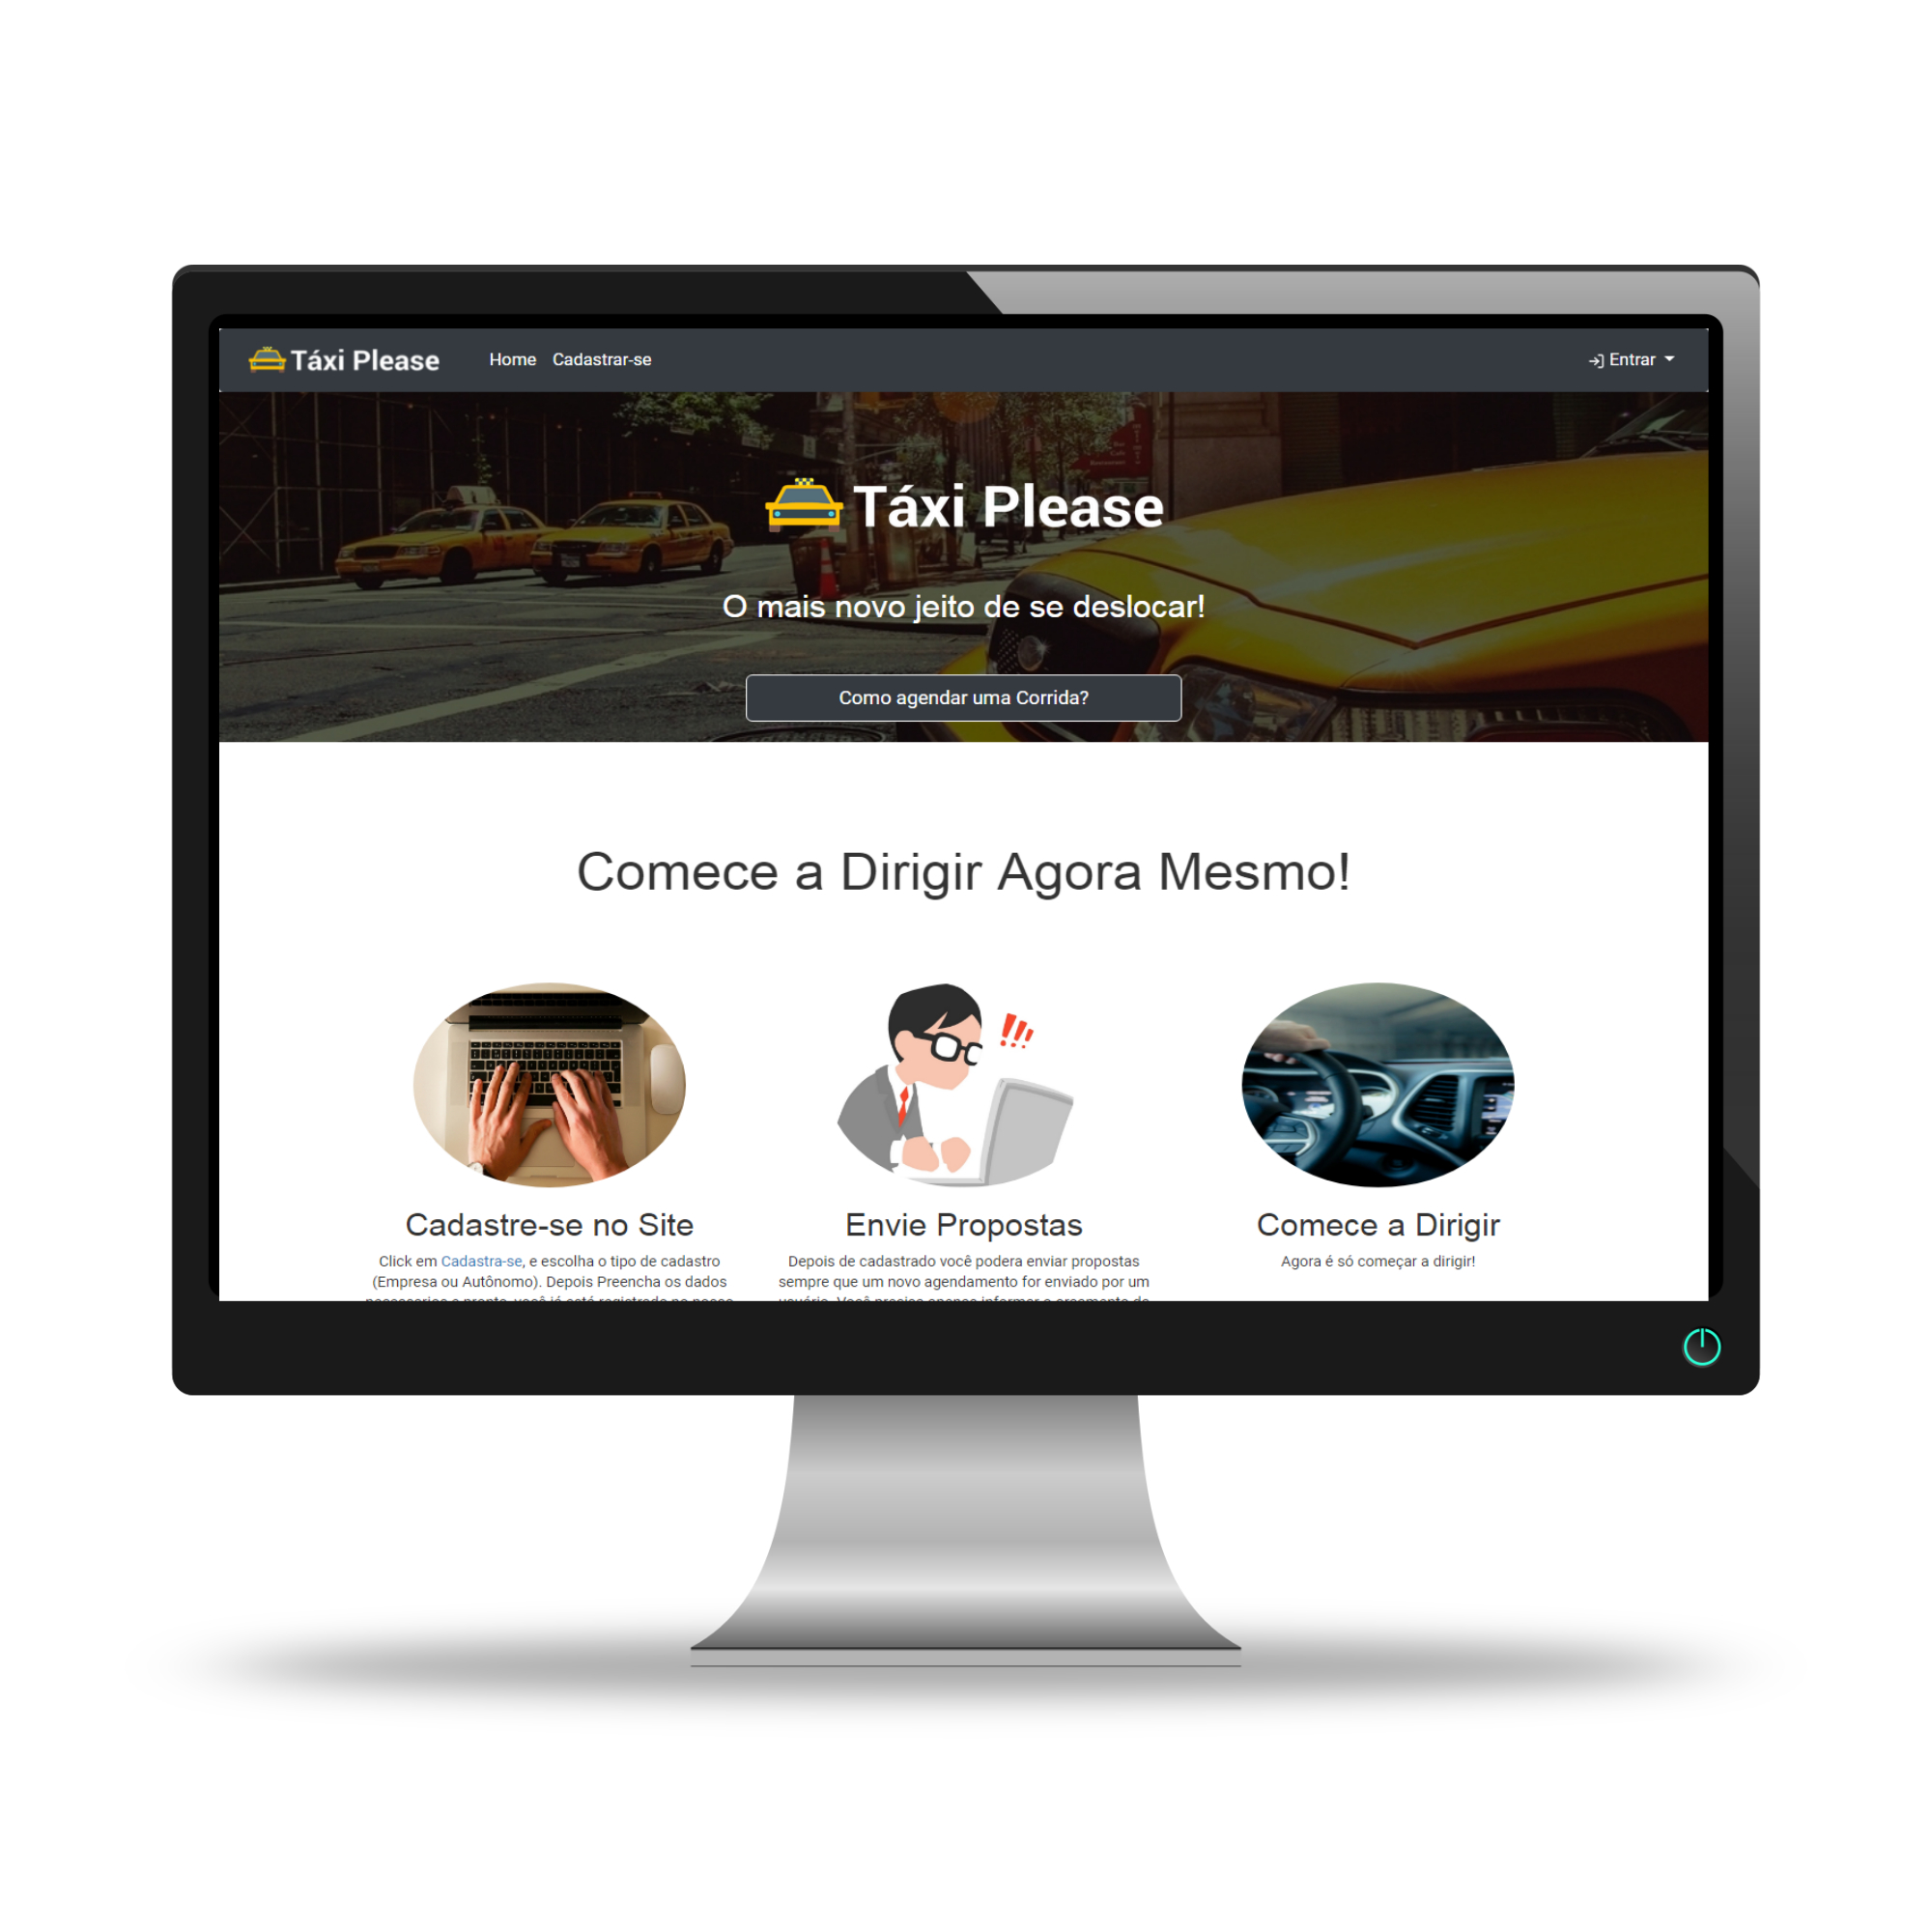 Táxi Please
Home
Cadastrar-se
Entrar
Táxi Please
O mais novo jeito de se deslocar!
Como agendar uma Corrida?
Comece a Dirigir Agora Mesmo!
Cadastre-se no Site
Click em Cadastra-se, e escolha o tipo de cadastro
(Empresa ou Autônomo). Depois Preencha os dados
Envie Propostas
Depois de cadastrado você podera enviar propostas
sempre que um novo agendamento for enviado por um
Comece a Dirigir
Agora é só começar a dirigir!